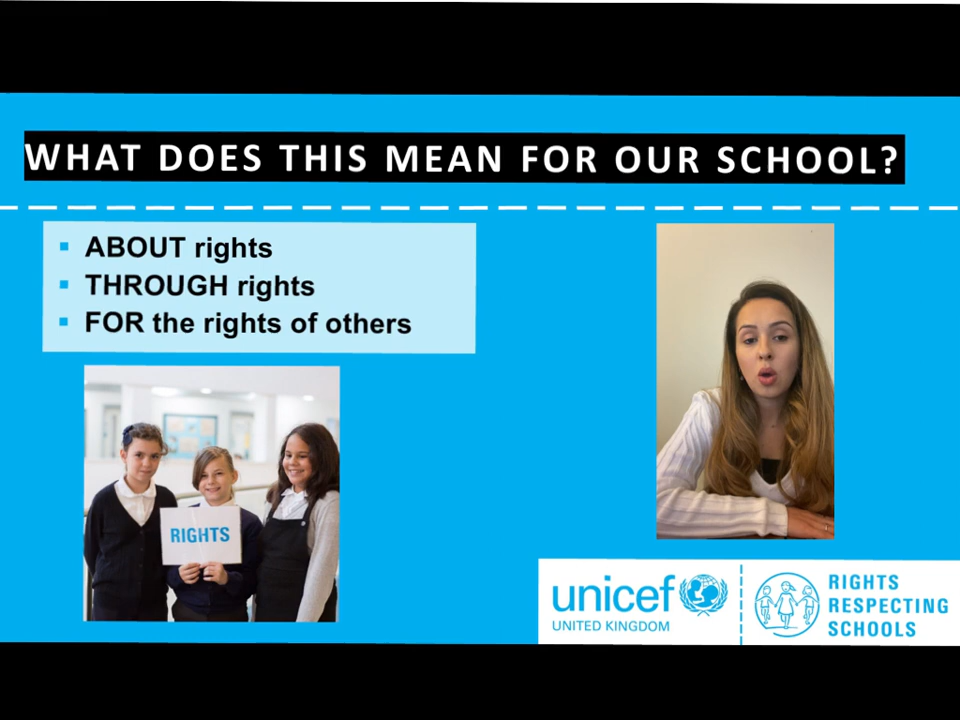 WHAT DOES THIS MEAN FOR OUR SCHOOL?
ABOUT rights
THROUGH rights
FOR the rights of others
RIGHTS
unicef
UNITED KINGDOM
RIGHTS
RESPECTING
SCHOOLS